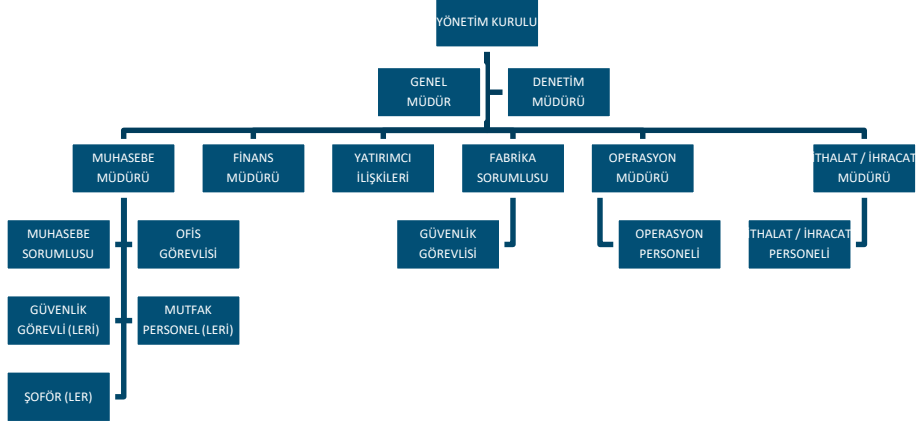 YÖNETİM KURULU
GENEL
MÜDÜR
DENETİM
MÜDÜRÜ
MUHASEBE
MÜDÜRÜ
FİNANS
MÜDÜRÜ
YATIRIMCI
İLİŞKİLERİ
FABRİKA
SORUMLUSU
OPERASYON
MÜDÜRÜ
İTHALAT / İHRACAT
MÜDÜRÜ
MUHASEBE
SORUMLUSU
OFİS
GÖREVLİSİ
GÜVENLİK
GÖREVLİSİ
OPERASYON
PERSONELİ
İTHALAT / İHRACAT
PERSONELİ
GÜVENLİK
GÖREVLİ (LERİ)
MUTFAK
PERSONEL (LERİ)
ŞOFÖR (LER)